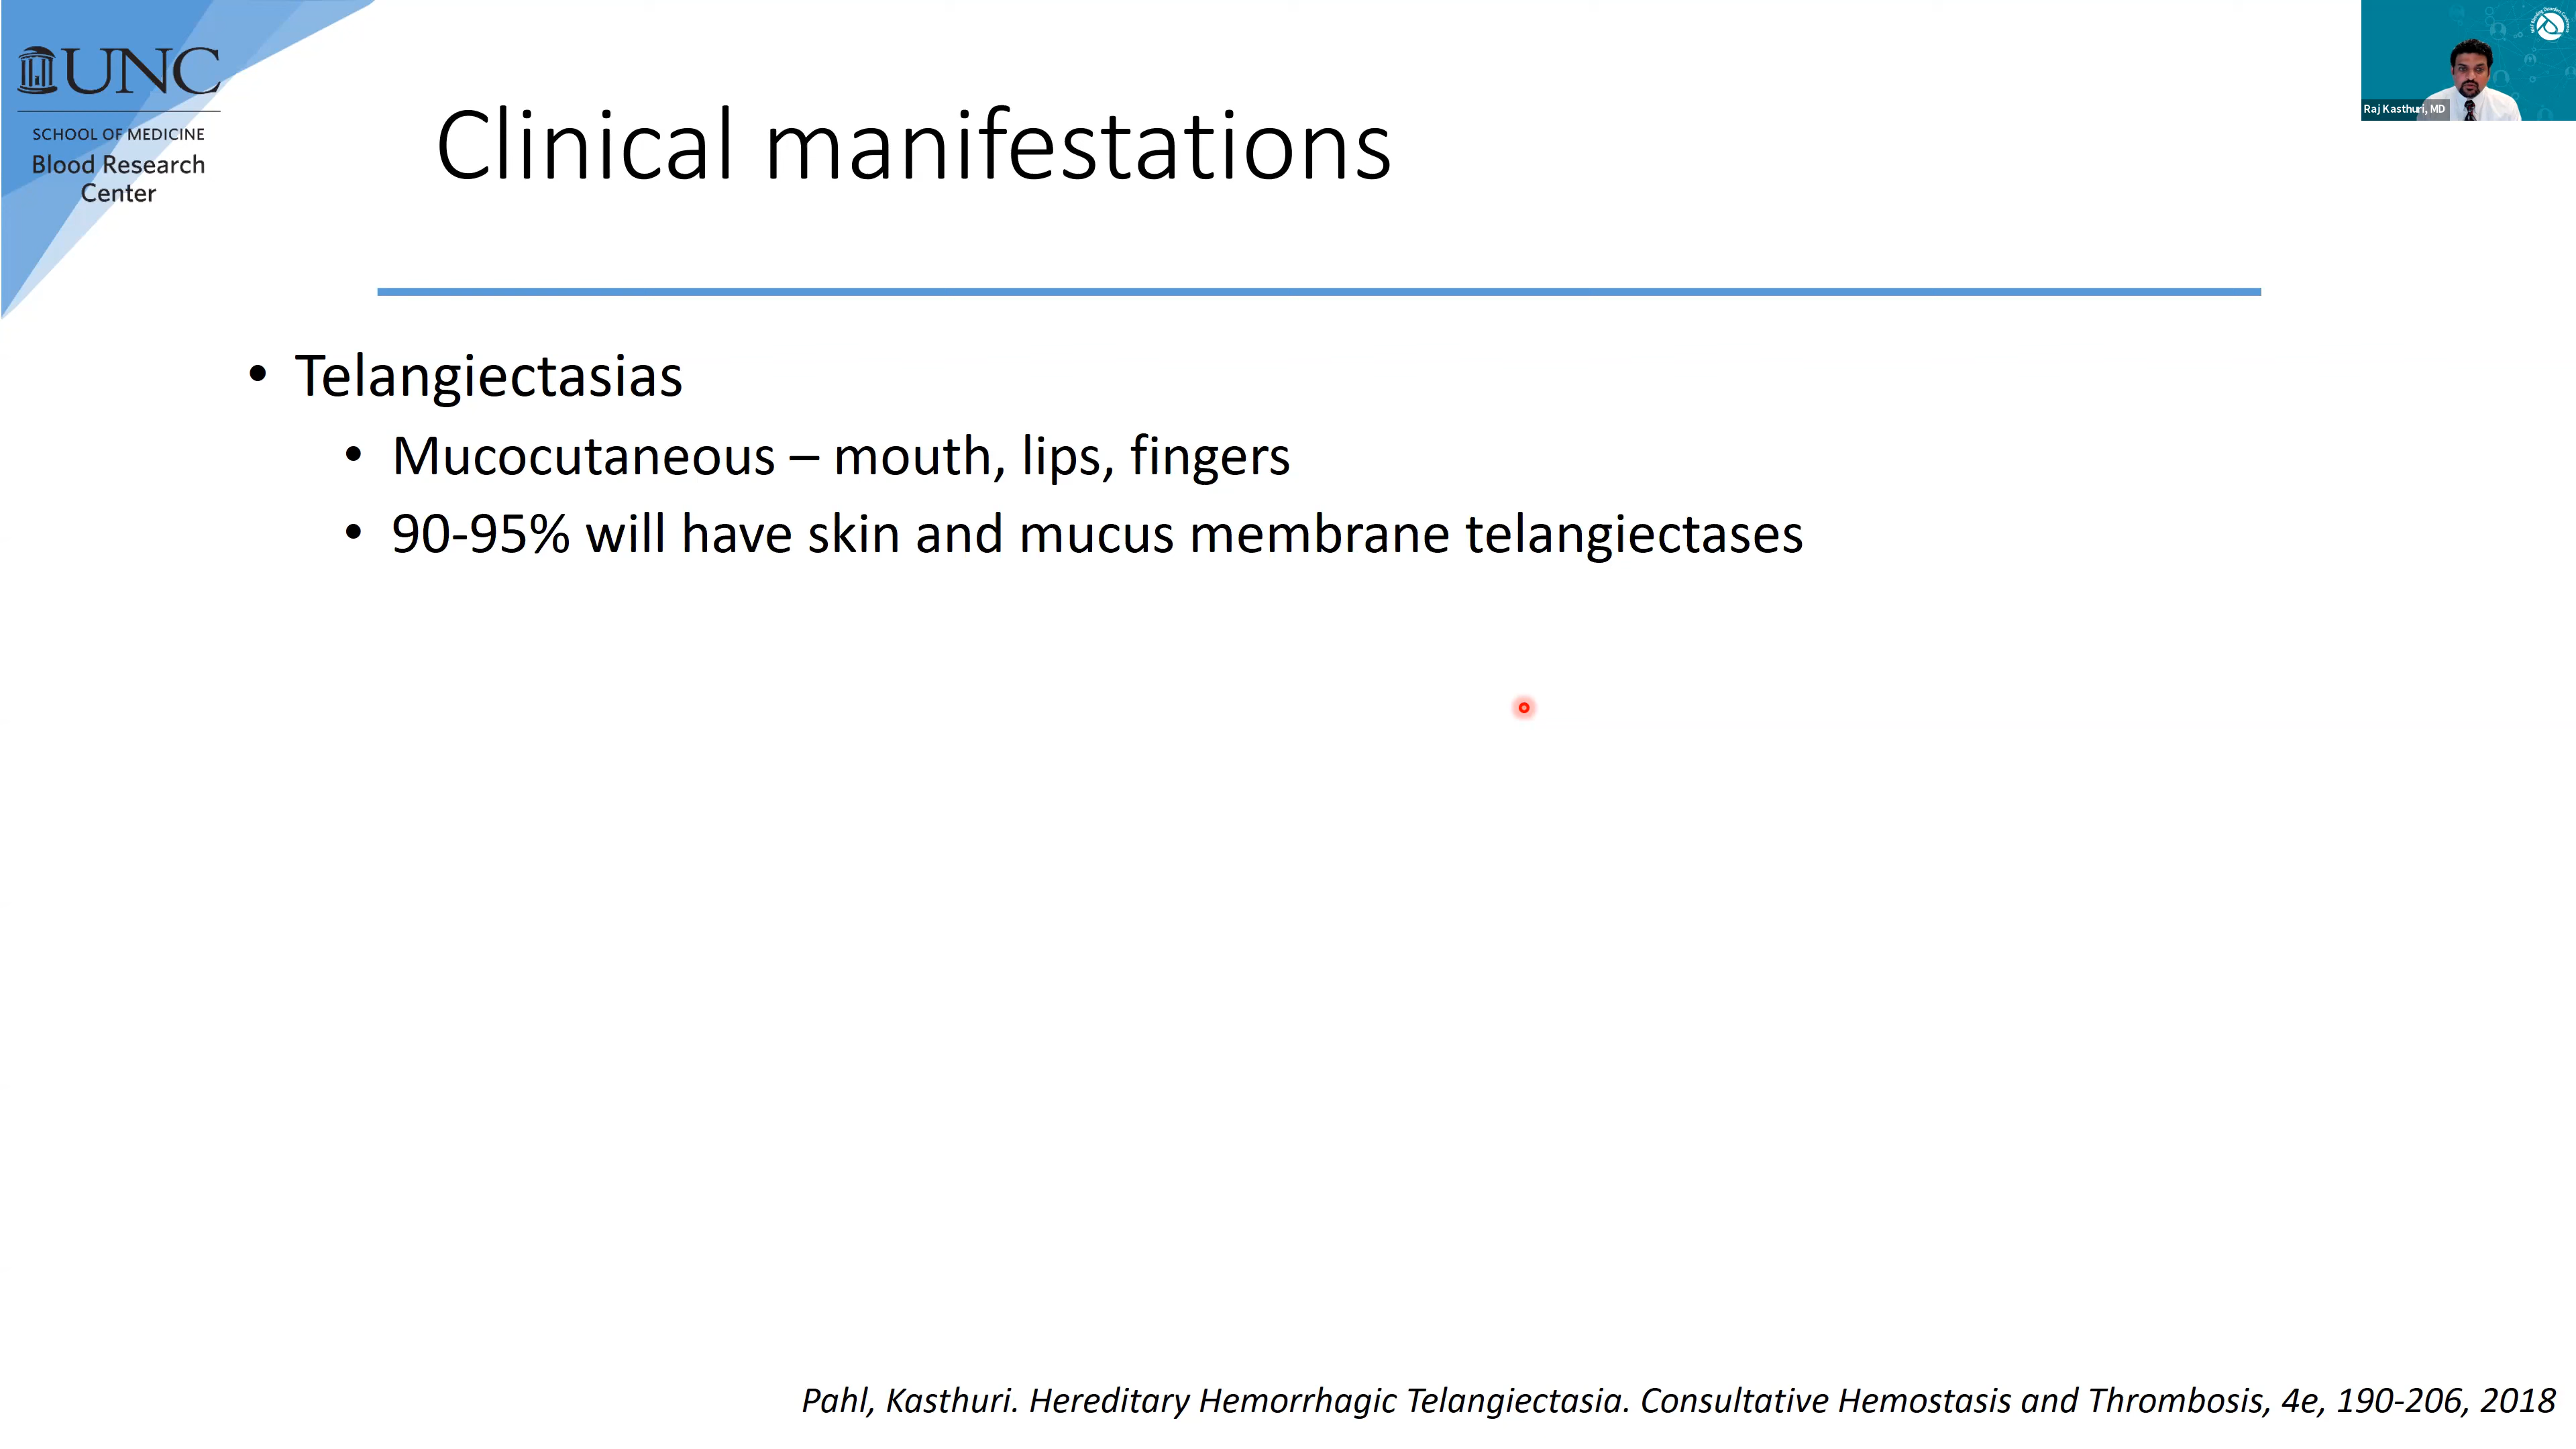 UNC
SCHOOL OF MEDICINE
Blood Research
Center
Raj Kasthuri, MD
Clinical manifestations
• Telangiectasias
• Mucocutaneous – mouth, lips, fingers
• 90-95% will have skin and mucus membrane telangiectases
Pahl, Kasthuri. Hereditary Hemorrhagic Telangiectasia. Consultative Hemostasis and Thrombosis, 4e, 190-206, 2018